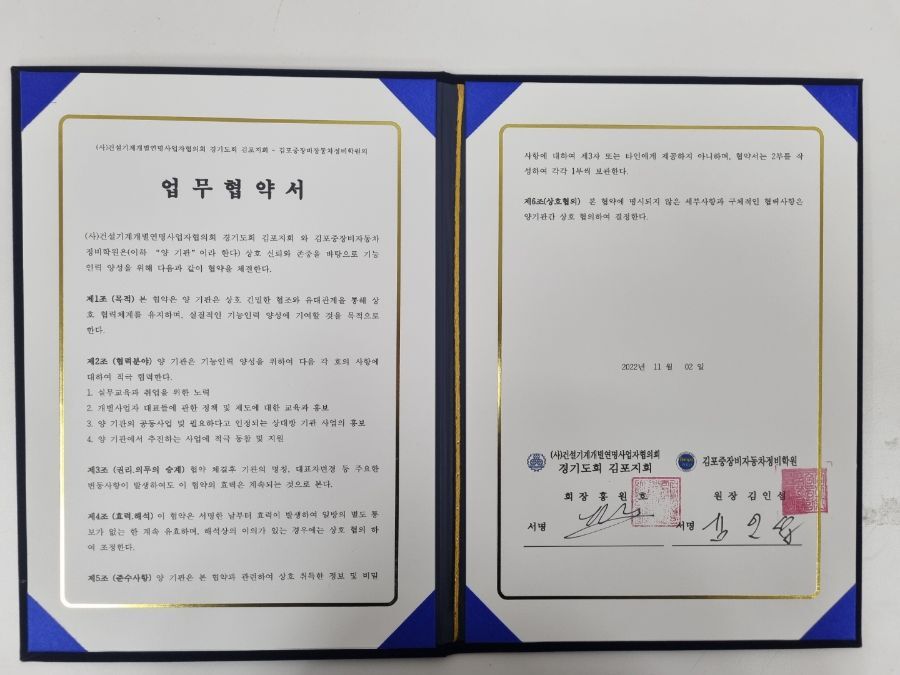 (사)건설기계개별연명사업자협의회 경기도회 김포지회 - 김포중장비자동차정비학원의
업무협약서
(사)건설기계개별연명사업자협의회 경기도회 김포지회 와 김포중장비자동차
정비학원은(이하 "양 기관" 이라 한다) 상호 신뢰와 존중을 바탕으로 기능
인력 양성을 위해 다음과 같이 협약을 체결한다.
제1조 (목적) 본 협약은 양 기관은 상호 긴밀한 협조와 유대관계을 통해 상
호 협력체계를 유지하며, 실질적인 기능인력 양성에 기여할 것을 목적으로
한다.
제2조 (협력분야) 양 기관은 기능인력 양성을 위하여 다음 각 호의 사항에
대하여 적극 협력한다.
1. 실무교육과 취업을 위한 노력
2. 개별사업자 대표들에 관한 정책 및 제도에 대한 교육과 홍보
3. 양 기관의 공동사업 및 필요하다고 인정되는 상대방 기관 사업의 홍보
4. 양 기관에서 추진하는 사업에 적극 동참 및 지원
제3조 (권리.의무의 승계) 협약 체결후 기관의 명칭, 대표자변경 등 주요한
변동사항이 발생하여도 이 협약의 효력은 계속되는 것으로 본다.
제4조 (효력.해석) 이 협약은 서명한 날부터 효력이 발생하여 일방의 별도 통
보가 없는 한 계속 유효하며, 해석상의 이의가 있는 경우에는 상호 협의 하
여 조정한다.
제5조 (준수사항) 양 기관은 본 협약과 관련하여 상호 취득한 정보 및 비밀
사항에 대하여 제3자 또는 타인에게 제공하지 아니하며, 협약서는 2부를 작
성하여 각각 1부씩 보관한다.
제6조(상호협의) 본 협약에 명시되지 않은 세부사항과 구체적인 협력사항은
양기관간 상호 협의하여 결정한다.
2022년 11 월 02 일
(사)건설기계개별연명사업자협의회
경기도회 김포지회
회 장 홍 원 호
서명
김포중장비자동차정비학원
원 장 김 인 섭
서명 김 인 섭